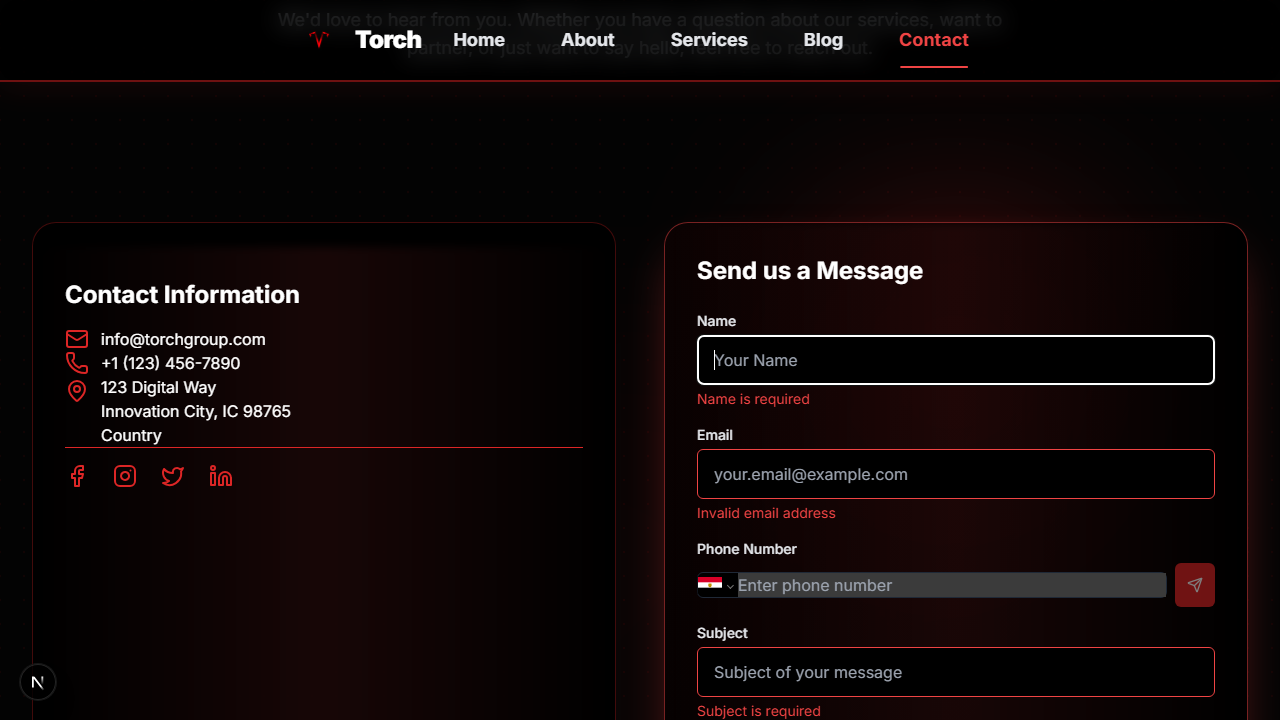 We'd love to hear from you. Whether you have a question about our services, want to
partner, or just want to say hello, feel free to reach out.
Torch
Home
About
Services
Blog
Contact
Contact Information
info@torchgroup.com
+1 (123) 456-7890
123 Digital Way
Innovation City, IC 98765
Country
Send us a Message
Name
Your Name
Name is required
Email
your.email@example.com
Invalid email address
Phone Number
Enter phone number
Subject
Subject of your message
Subject is required
N